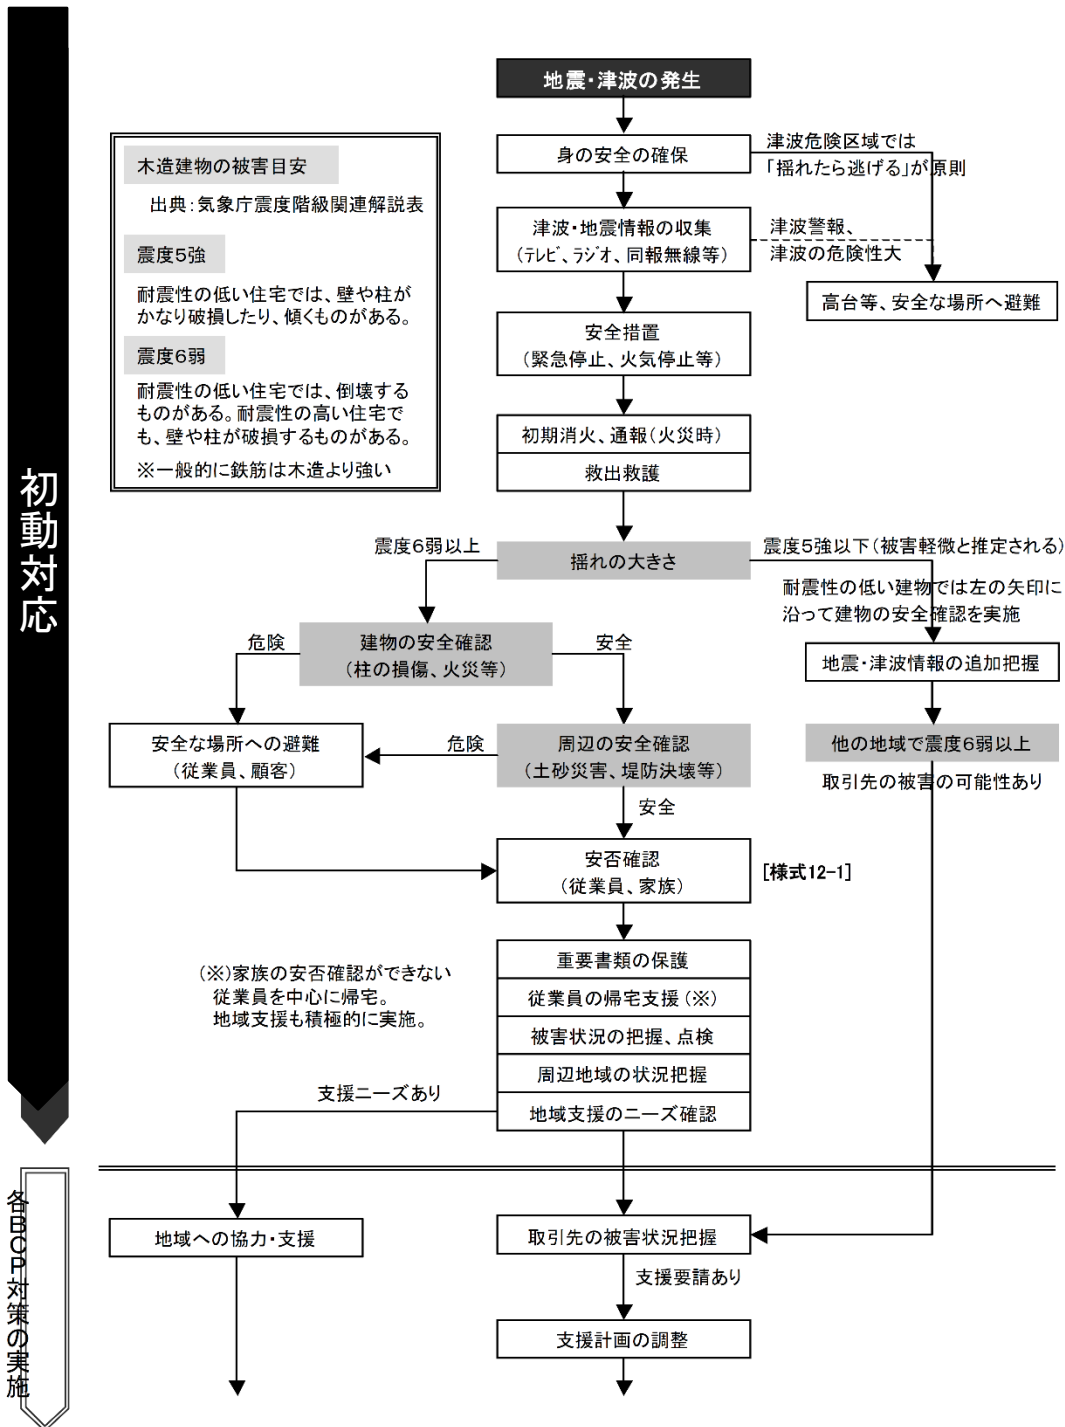 地震・津波の発生
身の安全の確保
津波危険区域では
「揺れたら逃げる」が原則
津波・地震情報の収集
(テレビ、ラジオ、同報無線等)
津波警報、
津波の危険性大
高台等、安全な場所へ避難
木造建物の被害目安
出典:気象庁震度階級関連解説表
震度5強
耐震性の低い住宅では、壁や柱が
かなり破損したり、傾くものがある。
震度6弱
耐震性の低い住宅では、倒壊する
ものがある。耐震性の高い住宅で
も、壁や柱が破損するものがある。
※一般的に鉄筋は木造より強い
安全措置
(緊急停止、火気停止等)
初期消火、通報(火災時)
救出救護
初動対応
震度6弱以上
揺れの大きさ
震度5強以下(被害軽微と推定される)
耐震性の低い建物では左の矢印に
沿って建物の安全確認を実施
危険
建物の安全確認
(柱の損傷、火災等)
安全
地震・津波情報の追加把握
安全な場所への避難
(従業員、顧客)
危険
周辺の安全確認
(土砂災害、堤防決壊等)
他の地域で震度6弱以上
取引先の被害の可能性あり
安全
安否確認
(従業員、家族)
[様式12-1]
(※)家族の安否確認ができない
従業員を中心に帰宅。
地域支援も積極的に実施。
重要書類の保護
従業員の帰宅支援(※)
被害状況の把握、点検
周辺地域の状況把握
地域支援のニーズ確認
支援ニーズあり
各BCP対策の実施
地域への協力・支援
取引先の被害状況把握
支援要請あり
支援計画の調整